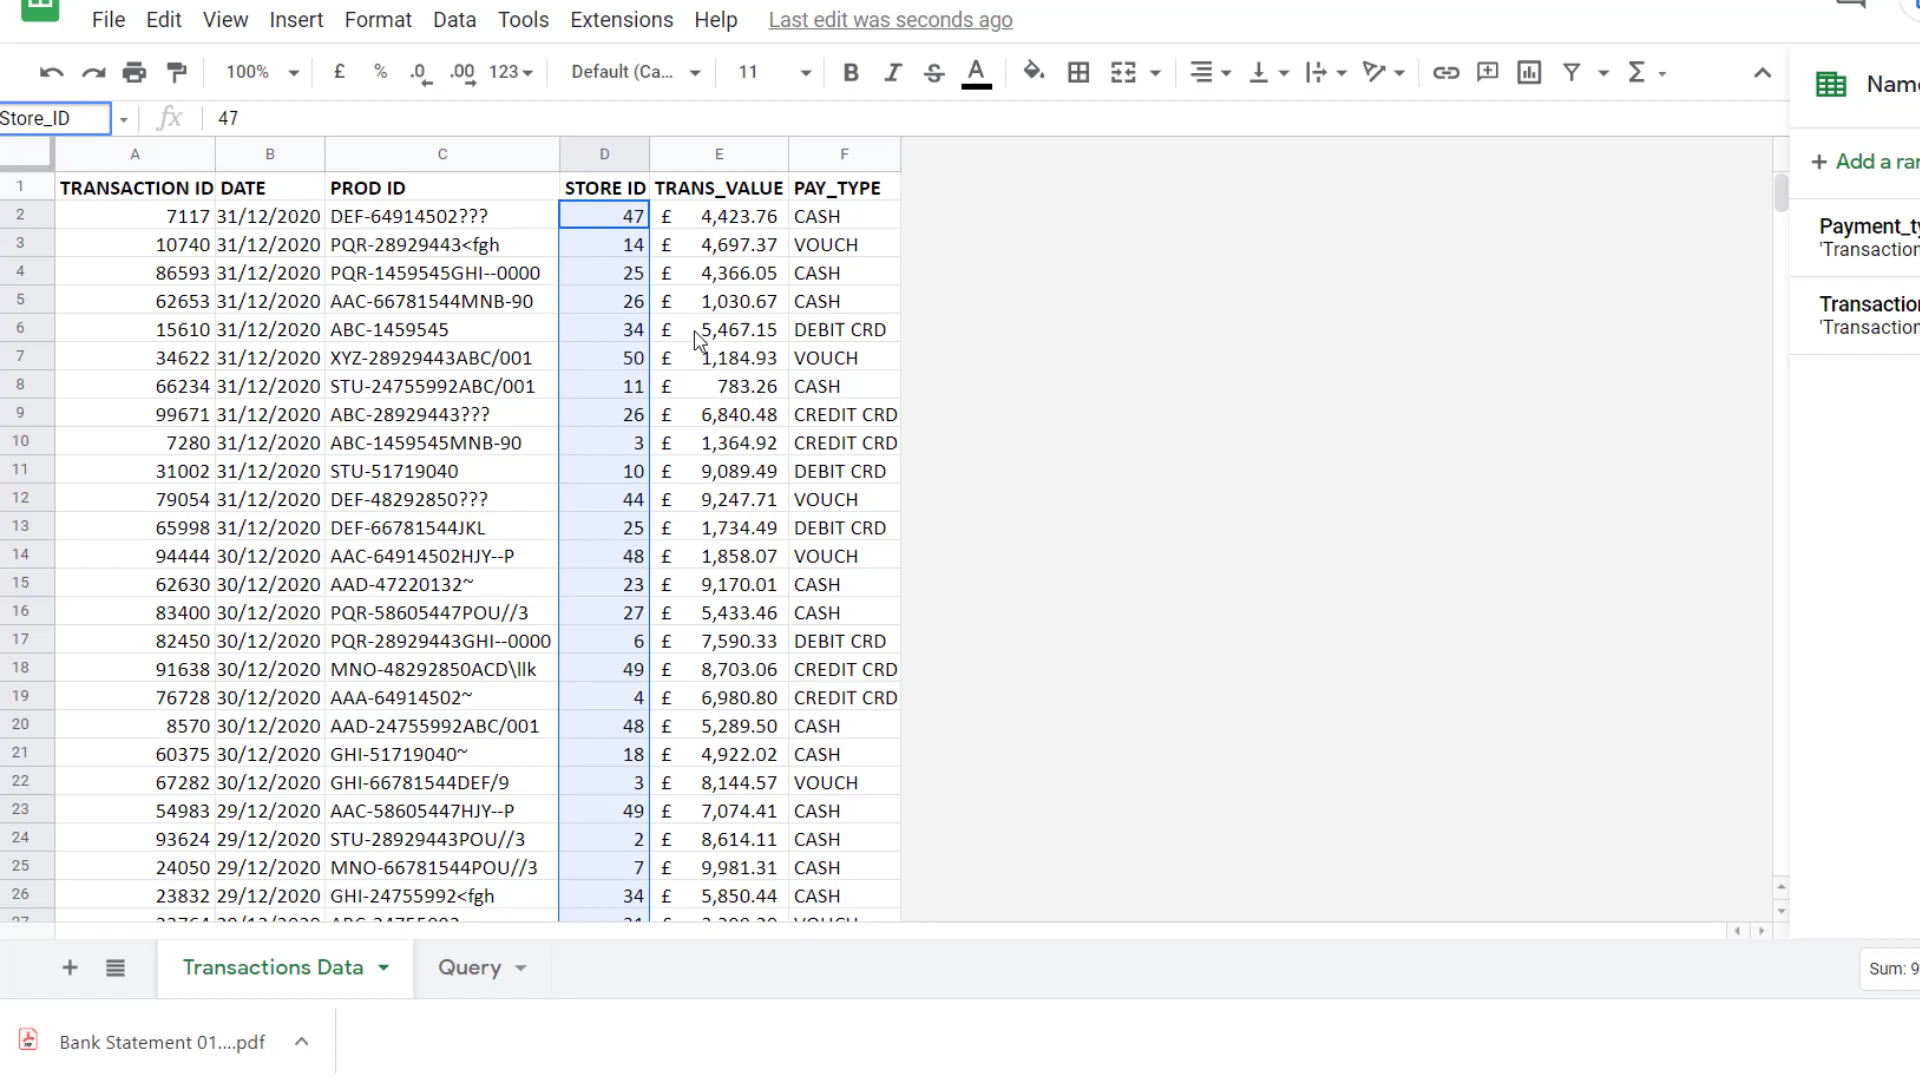 File Edit View Insert Format Data Tools Extensions Help Last edit was seconds ago
100% £ % .0 .00 123 Default (Ca... 11 B I S A Σ
Name
Store_ID fx 47
+ Add a ran
A B C D E F
1 TRANSACTION ID DATE PROD ID STORE ID TRANS_VALUE PAY_TYPE
2 7117 31/12/2020 DEF-64914502??? 47 £ 4,423.76 CASH
Payment_ty
'Transaction
3 10740 31/12/2020 PQR-28929443<fgh 14 £ 4,697.37 VOUCH
4 86593 31/12/2020 PQR-1459545GHI--0000 25 £ 4,366.05 CASH
5 62653 31/12/2020 AAC-66781544MNB-90 26 £ 1,030.67 CASH
Transaction
'Transaction
6 15610 31/12/2020 ABC-1459545 34 £ 5,467.15 DEBIT CRD
7 34622 31/12/2020 XYZ-28929443ABC/001 50 £ 1,184.93 VOUCH
8 66234 31/12/2020 STU-24755992ABC/001 11 £ 783.26 CASH
9 99671 31/12/2020 ABC-28929443??? 26 £ 6,840.48 CREDIT CRD
10 7280 31/12/2020 ABC-1459545MNB-90 3 £ 1,364.92 CREDIT CRD
11 31002 31/12/2020 STU-51719040 10 £ 9,089.49 DEBIT CRD
12 79054 31/12/2020 DEF-48292850??? 44 £ 9,247.71 VOUCH
13 65998 31/12/2020 DEF-66781544JKL 25 £ 1,734.49 DEBIT CRD
14 94444 30/12/2020 AAC-64914502HJY--P 48 £ 1,858.07 VOUCH
15 62630 30/12/2020 AAD-47220132~ 23 £ 9,170.01 CASH
16 83400 30/12/2020 PQR-58605447POU//3 27 £ 5,433.46 CASH
17 82450 30/12/2020 PQR-28929443GHI--0000 6 £ 7,590.33 DEBIT CRD
18 91638 30/12/2020 MNO-48292850ACD\llk 49 £ 8,703.06 CREDIT CRD
19 76728 30/12/2020 AAA-64914502~ 4 £ 6,980.80 CREDIT CRD
20 8570 30/12/2020 AAD-24755992ABC/001 48 £ 5,289.50 CASH
21 60375 30/12/2020 GHI-51719040~ 18 £ 4,922.02 CASH
22 67282 30/12/2020 GHI-66781544DEF/9 3 £ 8,144.57 VOUCH
23 54983 29/12/2020 AAC-58605447HJY--P 49 £ 7,074.41 CASH
24 93624 29/12/2020 STU-28929443POU//3 2 £ 8,614.11 CASH
25 24050 29/12/2020 MNO-66781544POU//3 7 £ 9,981.31 CASH
26 23832 29/12/2020 GHI-24755992<fgh 34 £ 5,850.44 CASH
+ Transactions Data Query Sum: 9
Bank Statement 01....pdf